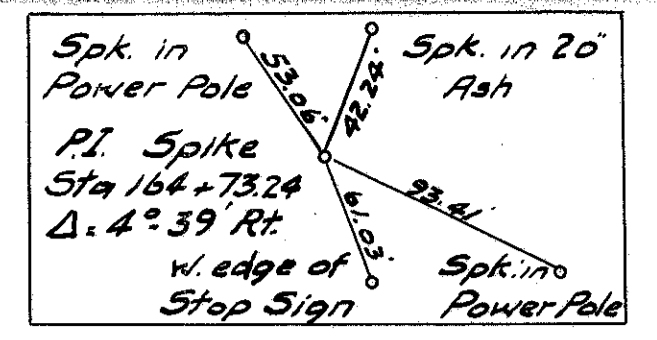 Spk. in
Power Pole
53.06'
42.24'
Spk. in 20"
Ash
P.I. Spike
Sta 164+73.24
Δ = 4° 39' Rt.
61.03'
93.41'
w. edge of
Stop Sign
Spk. in
Power Pole